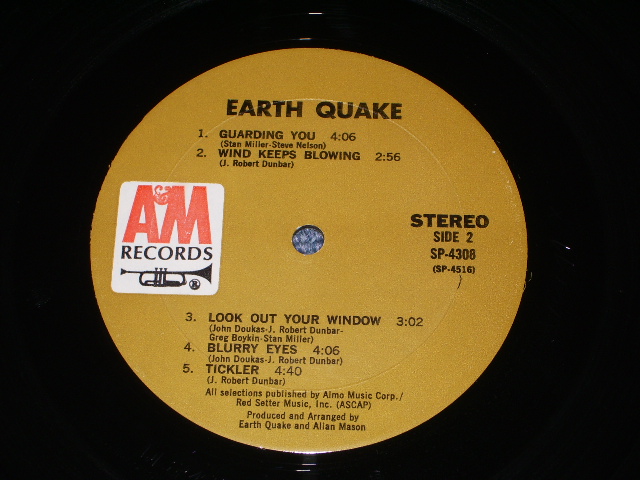 EARTH QUAKE
1. GUARDING YOU 4:06
(Stan Miller-Steve Nelson)
2. WIND KEEPS BLOWING 2:56
(J. Robert Dunbar)
A&M
RECORDS
®
STEREO
SIDE 2
SP-4308
(SP-4516)
3. LOOK OUT YOUR WINDOW 3:02
(John Doukas-J. Robert Dunbar-
Greg Boykin-Stan Miller)
4. BLURRY EYES 4:06
(John Doukas-J. Robert Dunbar)
5. TICKLER 4:40
(J. Robert Dunbar)
All selections published by Almo Music Corp./
Red Setter Music, Inc. (ASCAP)
Produced and Arranged by
Earth Quake and Allan Mason